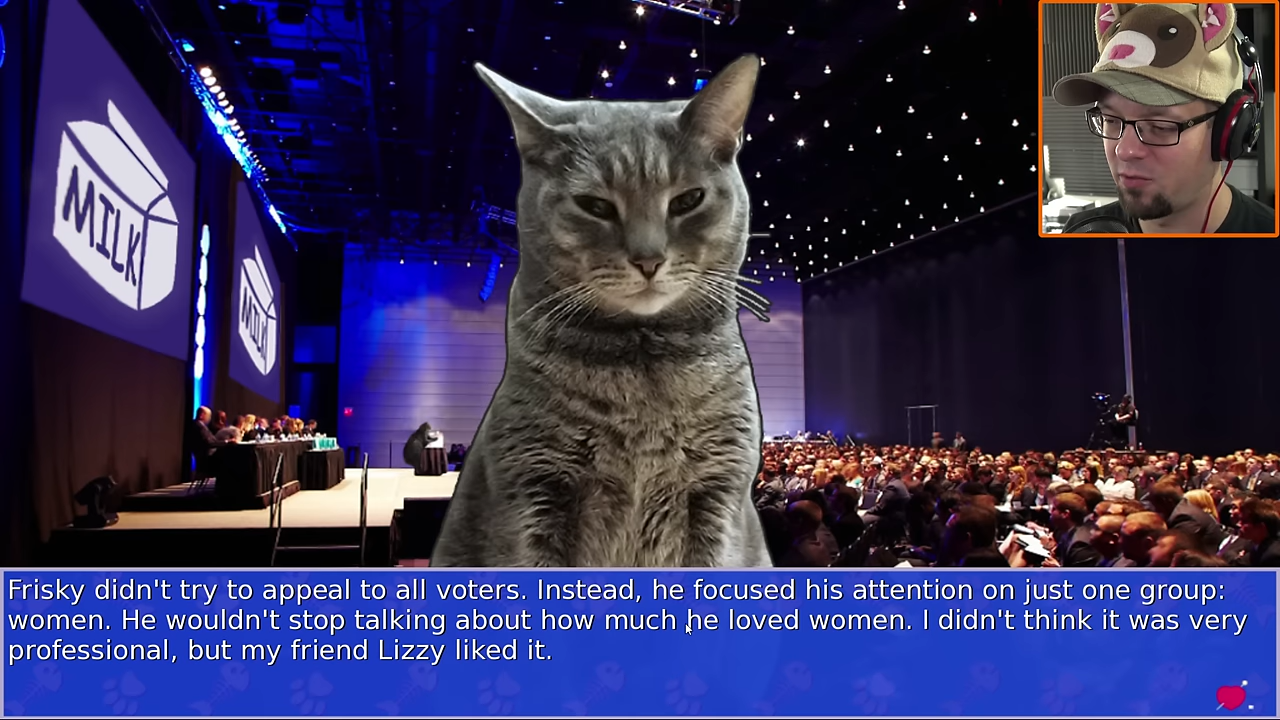 MILK
MILK
Frisky didn't try to appeal to all voters. Instead, he focused his attention on just one group:
women. He wouldn't stop talking about how much he loved women. I didn't think it was very
professional, but my friend Lizzy liked it.